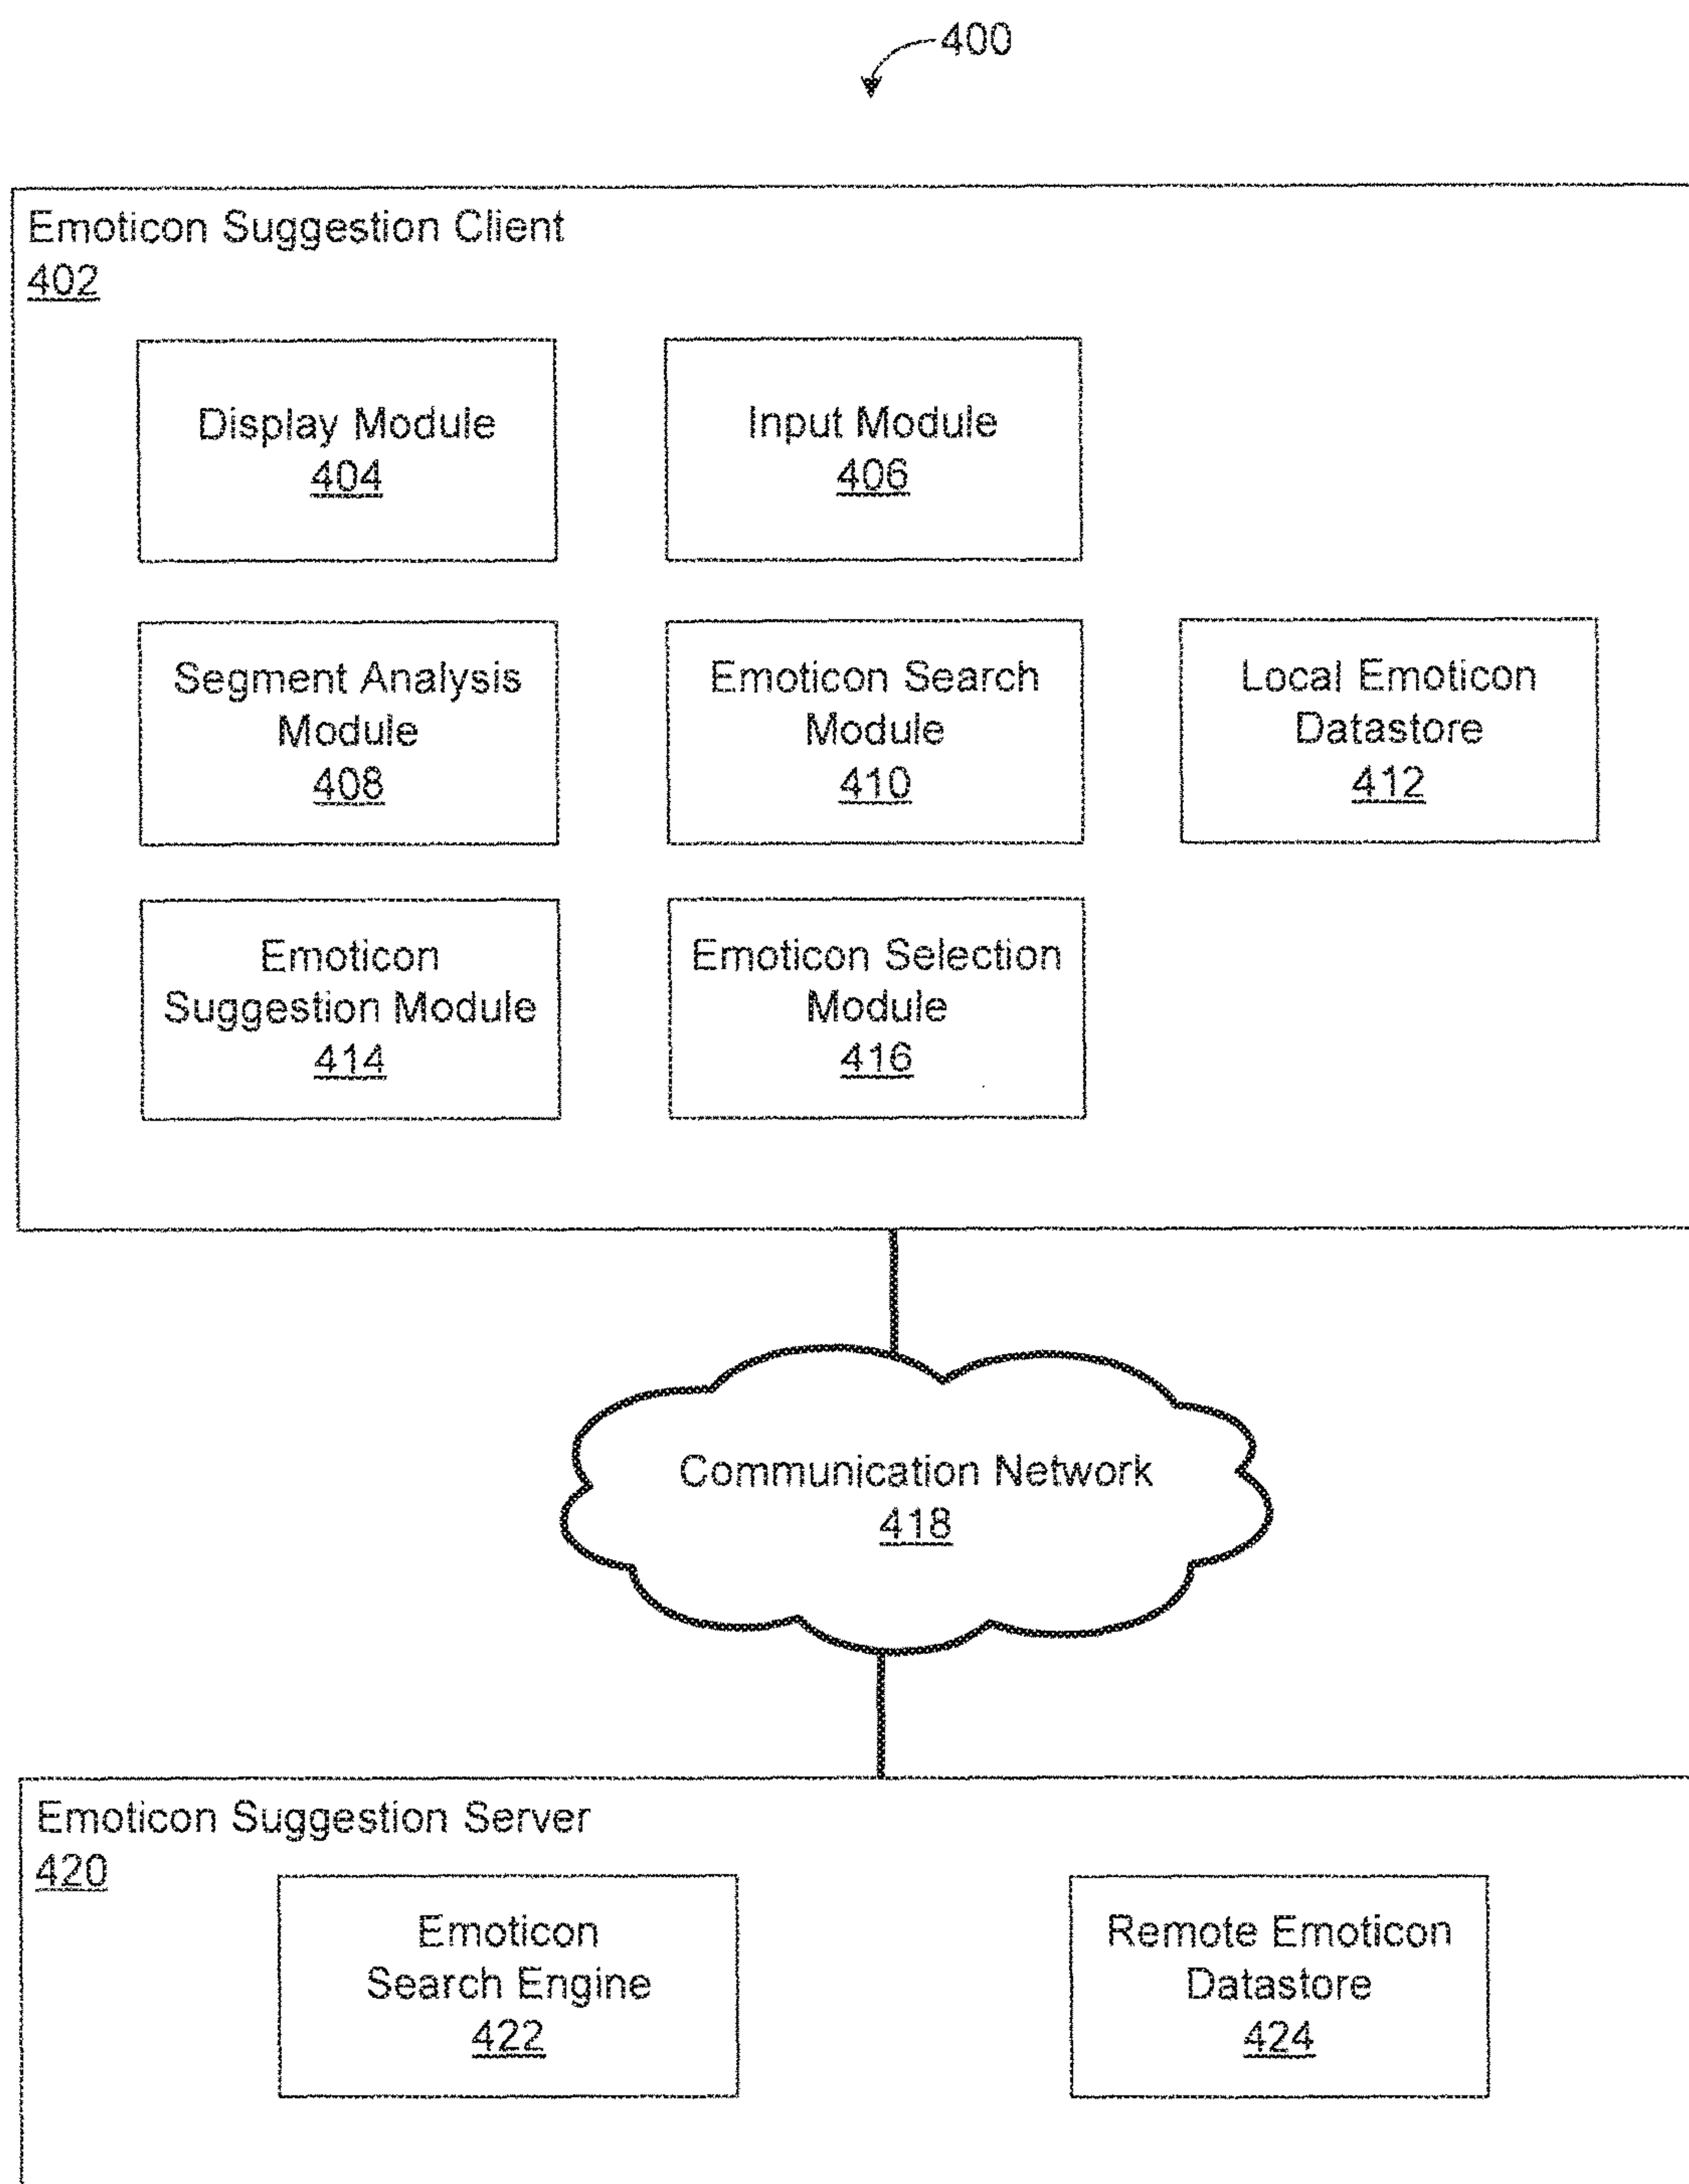 400
Emoticon Suggestion Client
402
Display Module
404
Input Module
406
Segment Analysis
Module
408
Emoticon Search
Module
410
Local Emoticon
Datastore
412
Emoticon
Suggestion Module
414
Emoticon Selection
Module
416
Communication Network
418
Emoticon Suggestion Server
420
Emoticon
Search Engine
422
Remote Emoticon
Datastore
424